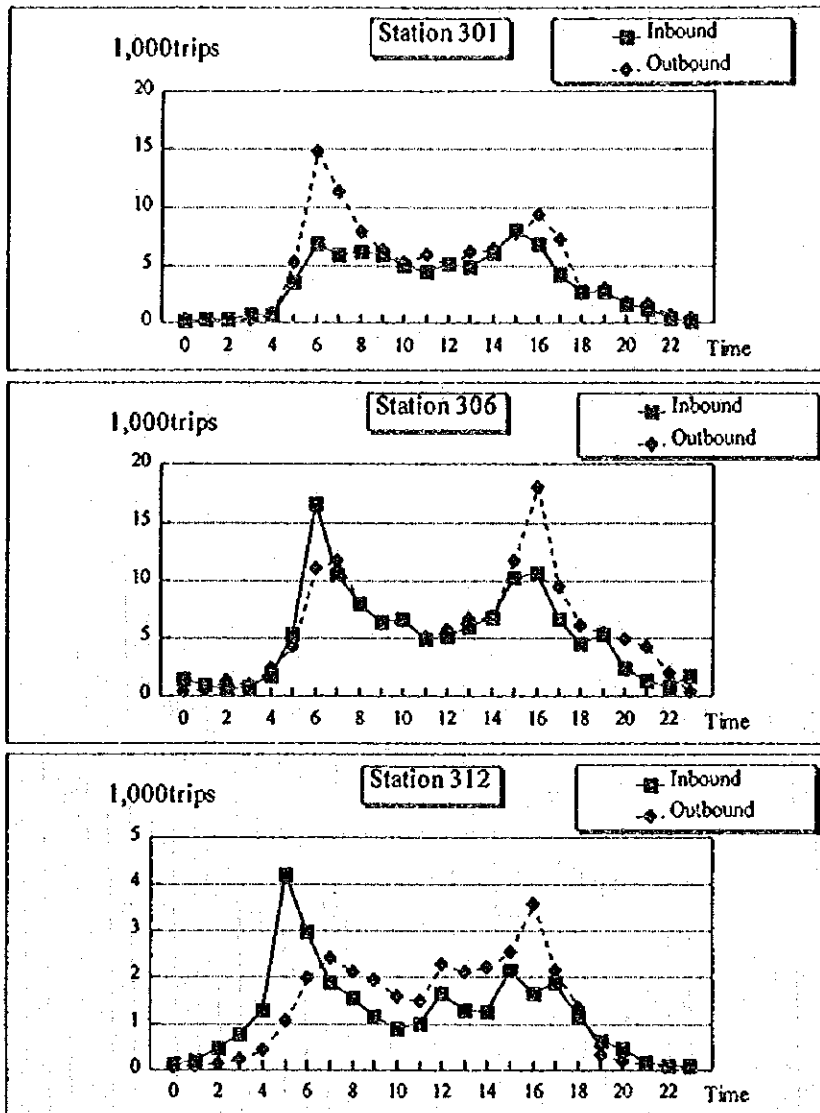 Station 301
Inbound
Outbound
1,000trips
20
15
10
5
0
0 2 4 6 8 10 12 14 16 18 20 22 Time
Station 306
Inbound
Outbound
1,000trips
20
15
10
5
0
0 2 4 6 8 10 12 14 16 18 20 22 Time
Station 312
Inbound
Outbound
1,000trips
5
4
3
2
1
0
0 2 4 6 8 10 12 14 16 18 20 22 Time